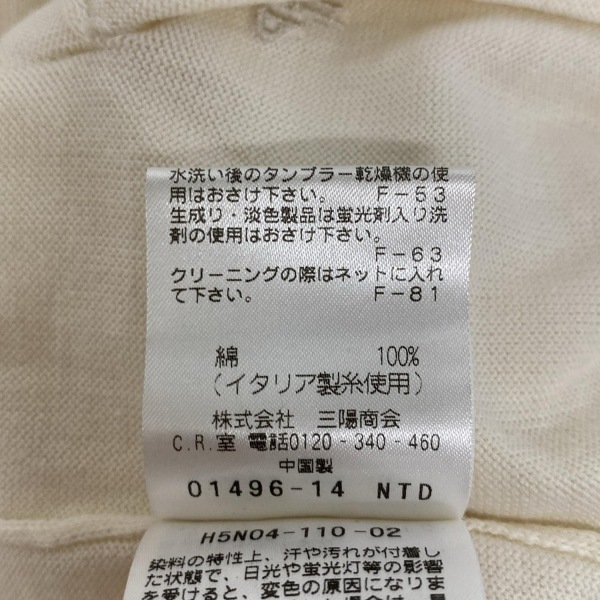 水洗い後のタンブラー乾燥機の使
用はおさけ下さい。 F-53
生成り・淡色製品は蛍光剤入り洗
剤の使用はおさけ下さい。
F-63
クリーニングの際はネットに入れ
て下さい。 F-81
綿 100%
(イタリア製糸使用)
株式会社 三陽商会
C.R.室 電話0120-340-460
中国製
01496-14 NTD
H5N04-110-02
染料の特性上、汗や汚れが付着し
た状態で、日光や蛍光灯等の影響
を受けると、変色の原因になりま